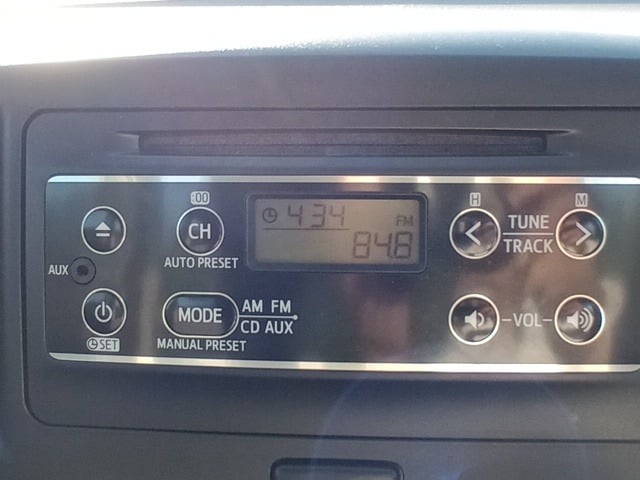 :00
CH
AUTO PRESET
4:34
FM
84.8
H
M
TUNE
TRACK
AUX
SET
MODE
AM FM
CD AUX
MANUAL PRESET
VOL